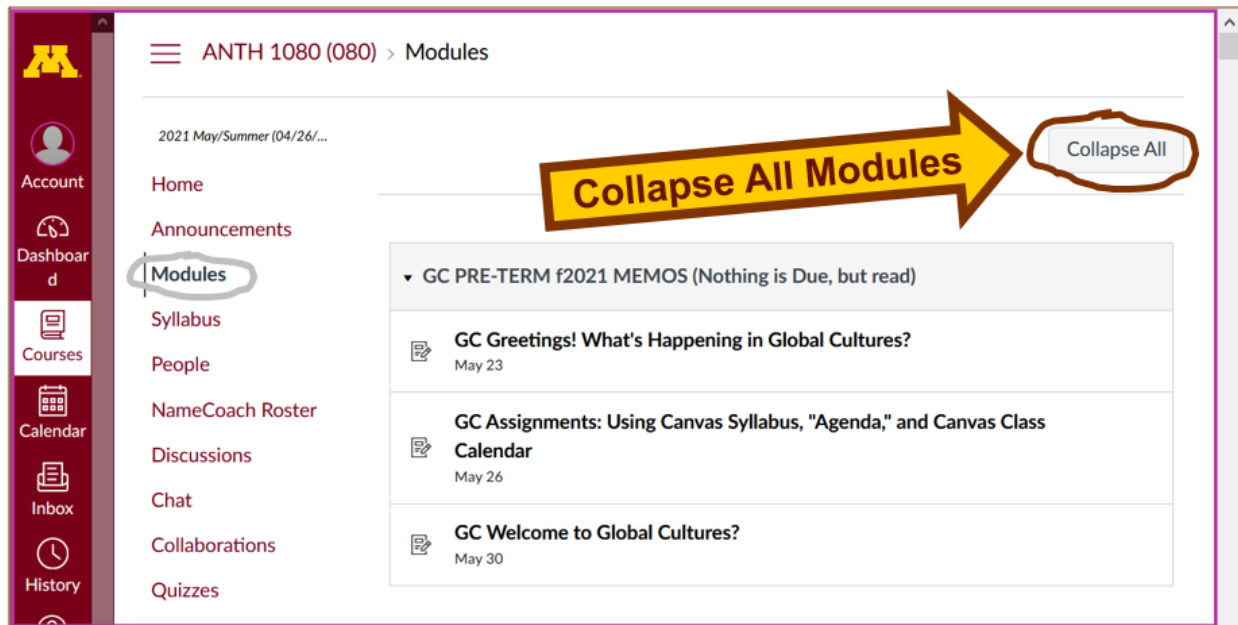 M
ANTH 1080 (080) > Modules
2021 May/Summer (04/26/...
Collapse All Modules
Collapse All
Account
Dashboar
d
Courses
Calendar
Inbox
History
Home
Announcements
Modules
Syllabus
People
NameCoach Roster
Discussions
Chat
Collaborations
Quizzes
GC PRE-TERM f2021 MEMOS (Nothing is Due, but read)
GC Greetings! What's Happening in Global Cultures?
May 23
GC Assignments: Using Canvas Syllabus, "Agenda," and Canvas Class
Calendar
May 26
GC Welcome to Global Cultures?
May 30